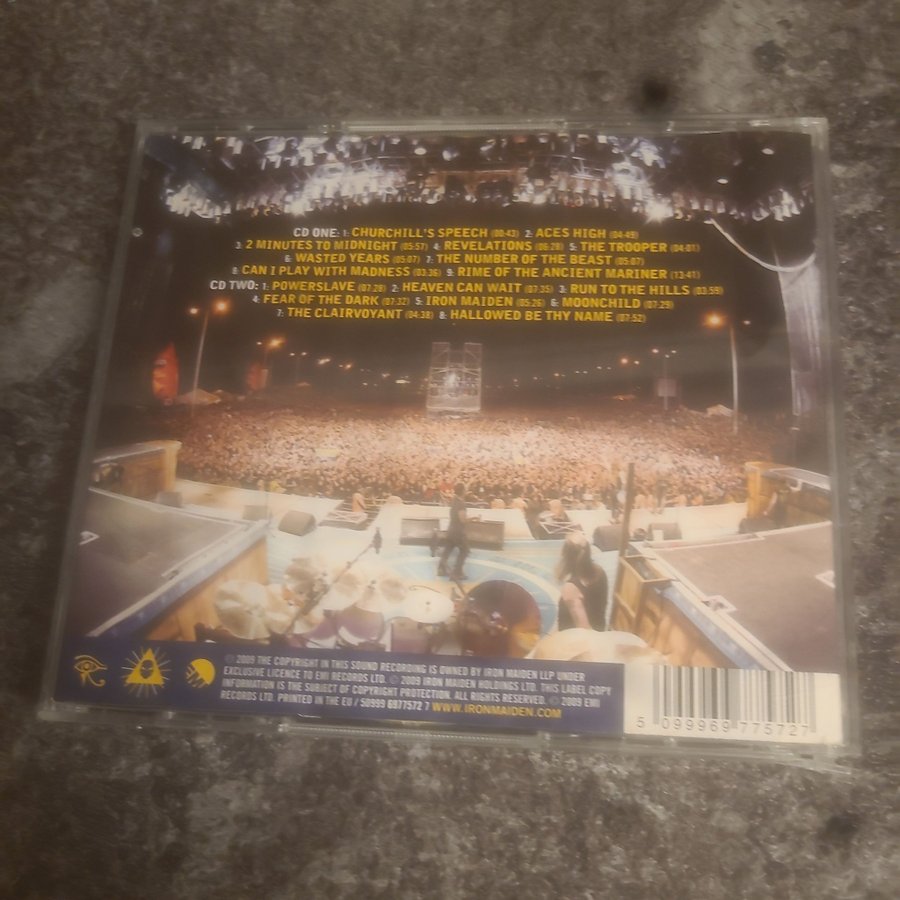 CD ONE: 1: CHURCHILL'S SPEECH (00:43) 2: ACES HIGH (04:49)
3: 2 MINUTES TO MIDNIGHT (05:57) 4: REVELATIONS (06:28) 5: THE TROOPER (04:01)
6: WASTED YEARS (05:07) 7: THE NUMBER OF THE BEAST (05:07)
8: CAN I PLAY WITH MADNESS (03:36) 9: RIME OF THE ANCIENT MARINER (13:41)
CD TWO: 1: POWERSLAVE (07:28) 2: HEAVEN CAN WAIT (07:35) 3: RUN TO THE HILLS (03:59)
4: FEAR OF THE DARK (07:32) 5: IRON MAIDEN (05:26) 6: MOONCHILD (07:29)
7: THE CLAIRVOYANT (04:38) 8: HALLOWED BE THY NAME (07:52)
℗ 2009 THE COPYRIGHT IN THIS SOUND RECORDING IS OWNED BY IRON MAIDEN LLP UNDER
EXCLUSIVE LICENCE TO EMI RECORDS LTD. © 2009 IRON MAIDEN HOLDINGS LTD. THIS LABEL COPY
INFORMATION IS THE SUBJECT OF COPYRIGHT PROTECTION. ALL RIGHTS RESERVED. © 2009 EMI
RECORDS LTD. PRINTED IN THE EU / 50999 6977572 7 WWW.IRONMAIDEN.COM
5 099969 775727